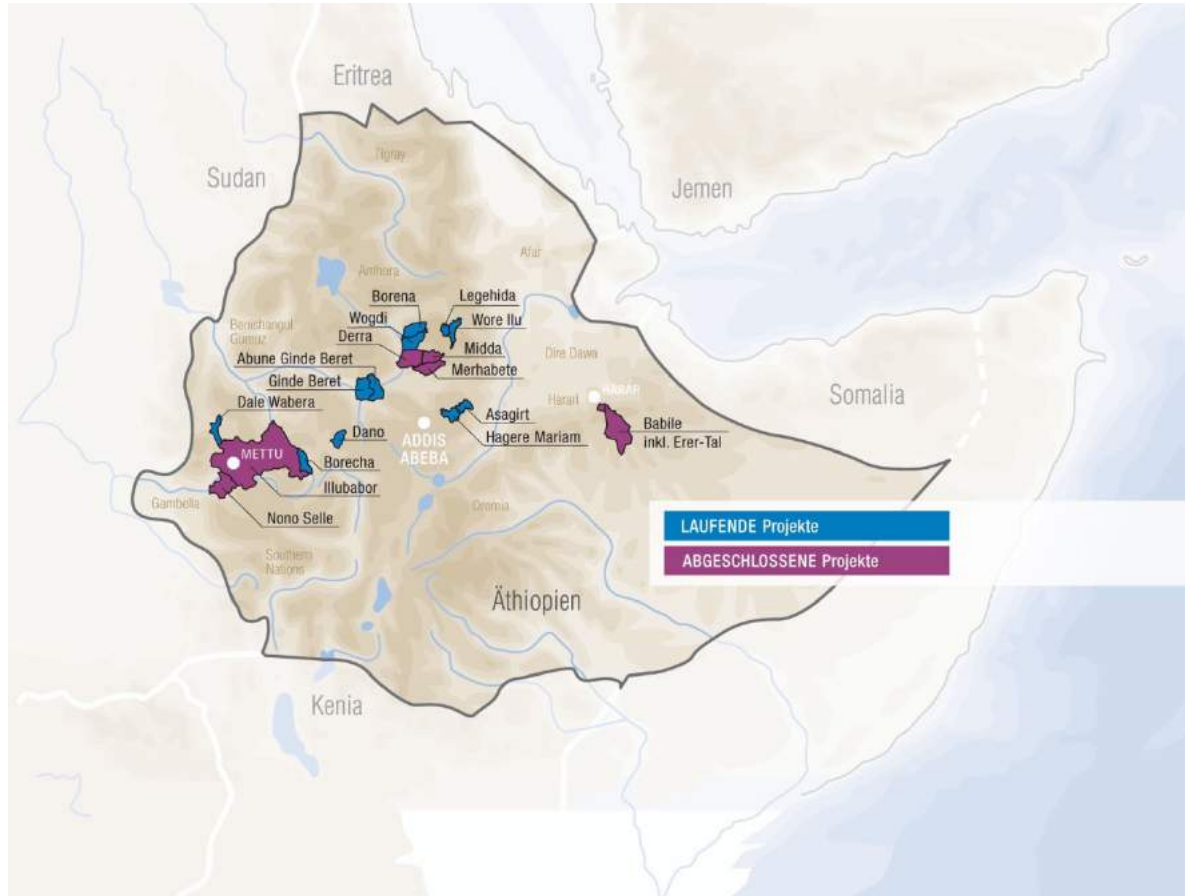 Eritrea
Tigray
Sudan
Jemen
Afar
Amhara
Borena
Legehida
Wogdi
Wore Illu
Benishangul
Gumuz
Derra
Midda
Dire Dawa
Abune Ginde Beret
Merhabete
Ginde Beret
HARAR
Harari
Somalia
Dale Wabera
Asagirt
Babile
Dano
ADDIS
ABEBA
Hagere Mariam
inkl. Erer-Tal
METTU
Borecha
Illubabor
Gambella
Oromia
Nono Selle
LAUFENDE Projekte
Southern
Nations
ABGESCHLOSSENE Projekte
Äthiopien
Kenia